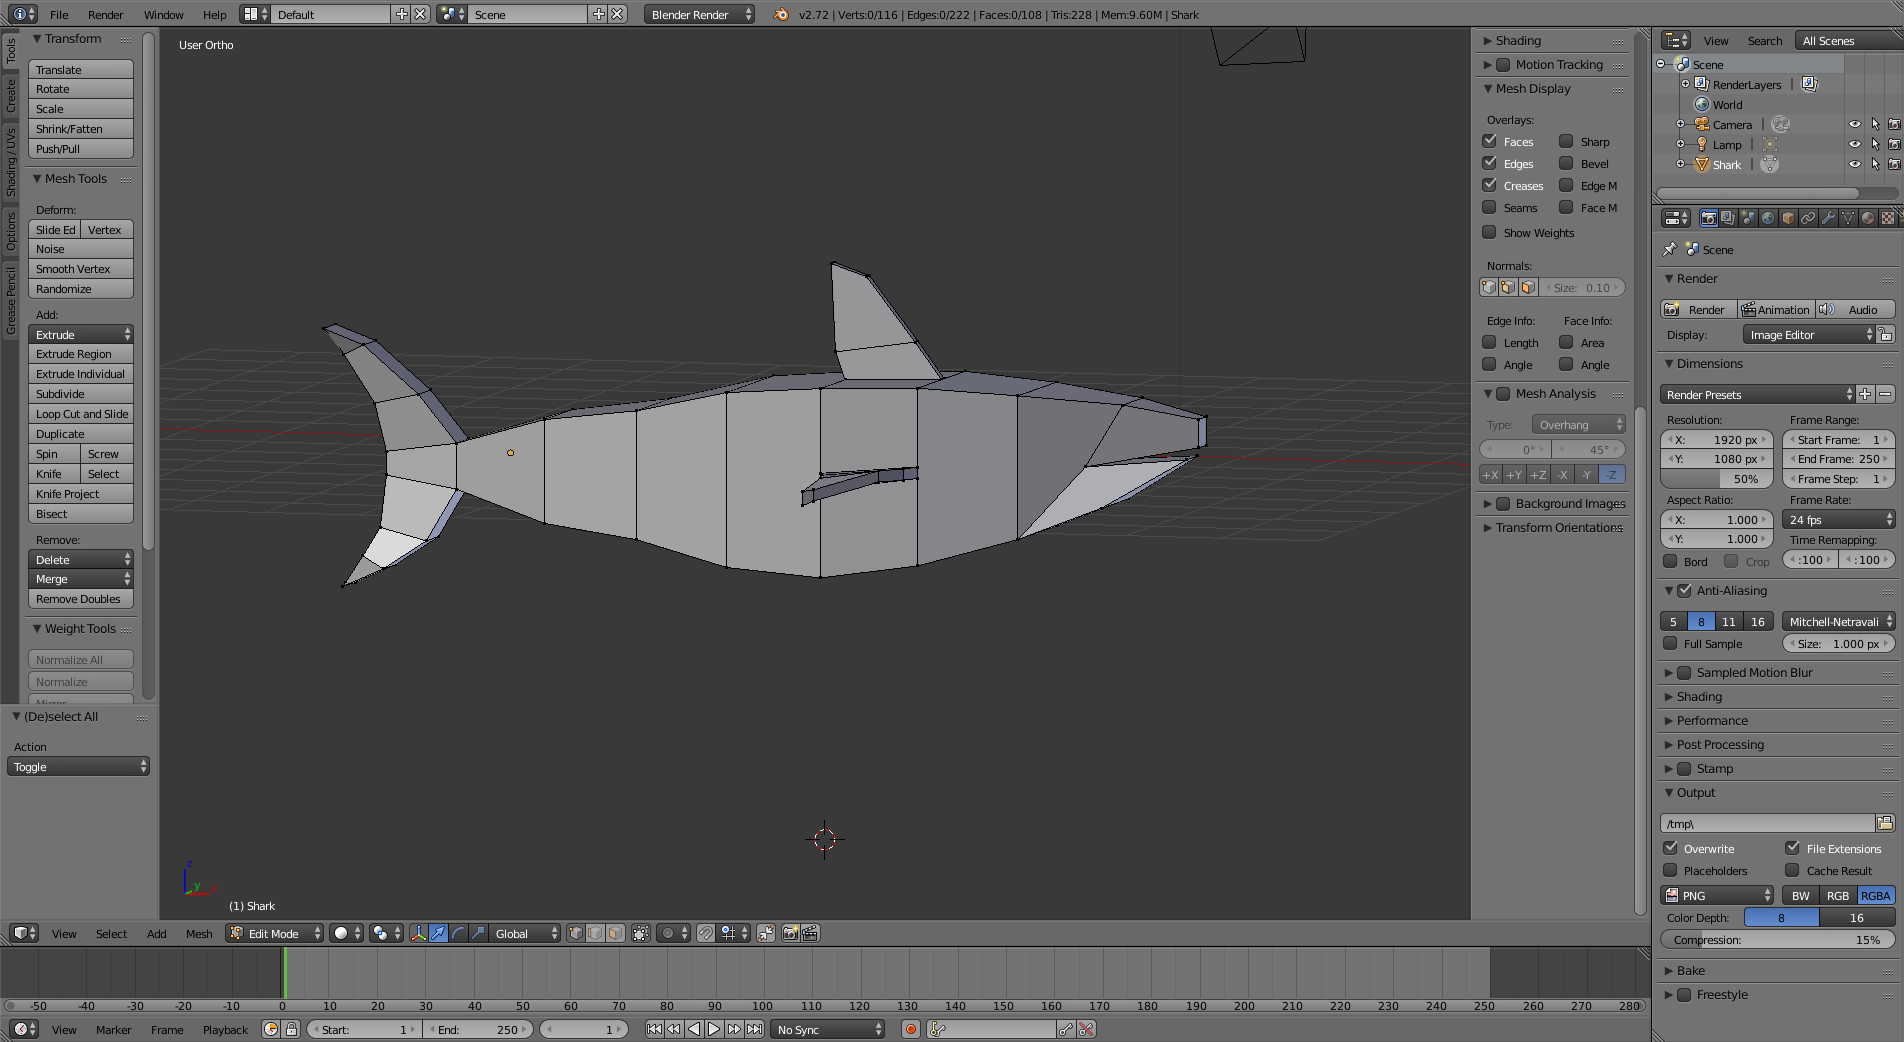 File Render Window Help Default Scene Blender Render v2.72 | Verts:0/116 | Edges:0/222 | Faces:0/108 | Tris:228 | Mem:9.60M | Shark
Tools
Create
Shading / UVs
Options
Grease Pencil
Transform
Translate
Rotate
Scale
Shrink/Fatten
Push/Pull
Mesh Tools
Deform:
Slide Ed Vertex
Noise
Smooth Vertex
Randomize
Add:
Extrude
Extrude Region
Extrude Individual
Subdivide
Loop Cut and Slide
Duplicate
Spin Screw
Knife Select
Knife Project
Bisect
Remove:
Delete
Merge
Remove Doubles
Weight Tools
Normalize All
Normalize
(De)select All
Action
Toggle
User Ortho
z
y
(1) Shark
Shading
Motion Tracking
Mesh Display
Overlays:
Faces Sharp
Edges Bevel
Creases Edge M
Seams Face M
Show Weights
Normals:
Size: 0.10
Edge Info: Face Info:
Length Area
Angle Angle
Mesh Analysis
Type: Overhang
0° 45°
+X +Y +Z -X -Y -Z
Background Images
Transform Orientations
View Search All Scenes
Scene
RenderLayers
World
Camera
Lamp
Shark
Scene
Render
Render Animation Audio
Display: Image Editor
Dimensions
Render Presets
Resolution: Frame Range:
X: 1920 px Start Frame: 1
Y: 1080 px End Frame: 250
50% Frame Step: 1
Aspect Ratio: Frame Rate:
X: 1.000 24 fps
Y: 1.000 Time Remapping:
Bord Crop :100 :100
Anti-Aliasing
5 8 11 16 Mitchell-Netravali
Full Sample Size: 1.000 px
Sampled Motion Blur
Shading
Performance
Post Processing
Stamp
Output
/tmp\
Overwrite File Extensions
Placeholders Cache Result
PNG BW RGB RGBA
Color Depth: 8 16
Compression: 15%
Bake
Freestyle
View Select Add Mesh Edit Mode Global
-50 -40 -30 -20 -10 0 10 20 30 40 50 60 70 80 90 100 110 120 130 140 150 160 170 180 190 200 210 220 230 240 250 260 270 280
View Marker Frame Playback Start: 1 End: 250 1 No Sync